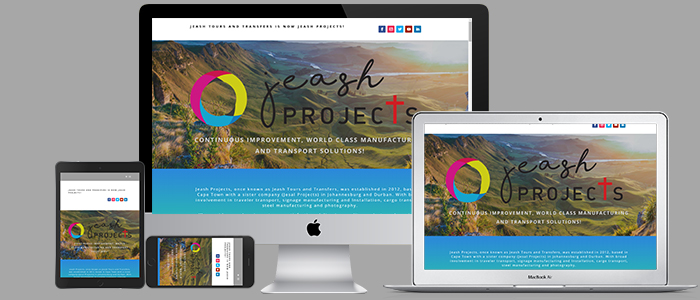 JEASH TOURS AND TRANSFERS IS NOW JEASH PROJECTS!
jeash
PROJECTS
CONTINUOUS IMPROVEMENT, WORLD CLASS MANUFACTURING
AND TRANSPORT SOLUTIONS!
Jeash Projects, once known as Jeash Tours and Transfers, was established in 2012, based in
Cape Town with a sister company (Jesal Projects) in Johannesburg and Durban. With b
involvement in traveler transport, signage manufacturing and installation, cargo trans
steel manufacturing and photography.
jeash
PROJECTS
CONTINUOUS IMPROVEMENT, WORLD CLASS MANUFACTURING
AND TRANSPORT SOLUTIONS!
Jeash Projects, once known as Jeash Tours and Transfers, was established in 2012, based in
Cape Town with a sister company (Jesal Projects) in Johannesburg and Durban. With broad
involvement in traveler transport, signage manufacturing and installation, cargo transport,
steel manufacturing and photography.
MacBook Air
jeash
PROJECTS
jeash
PROJECTS